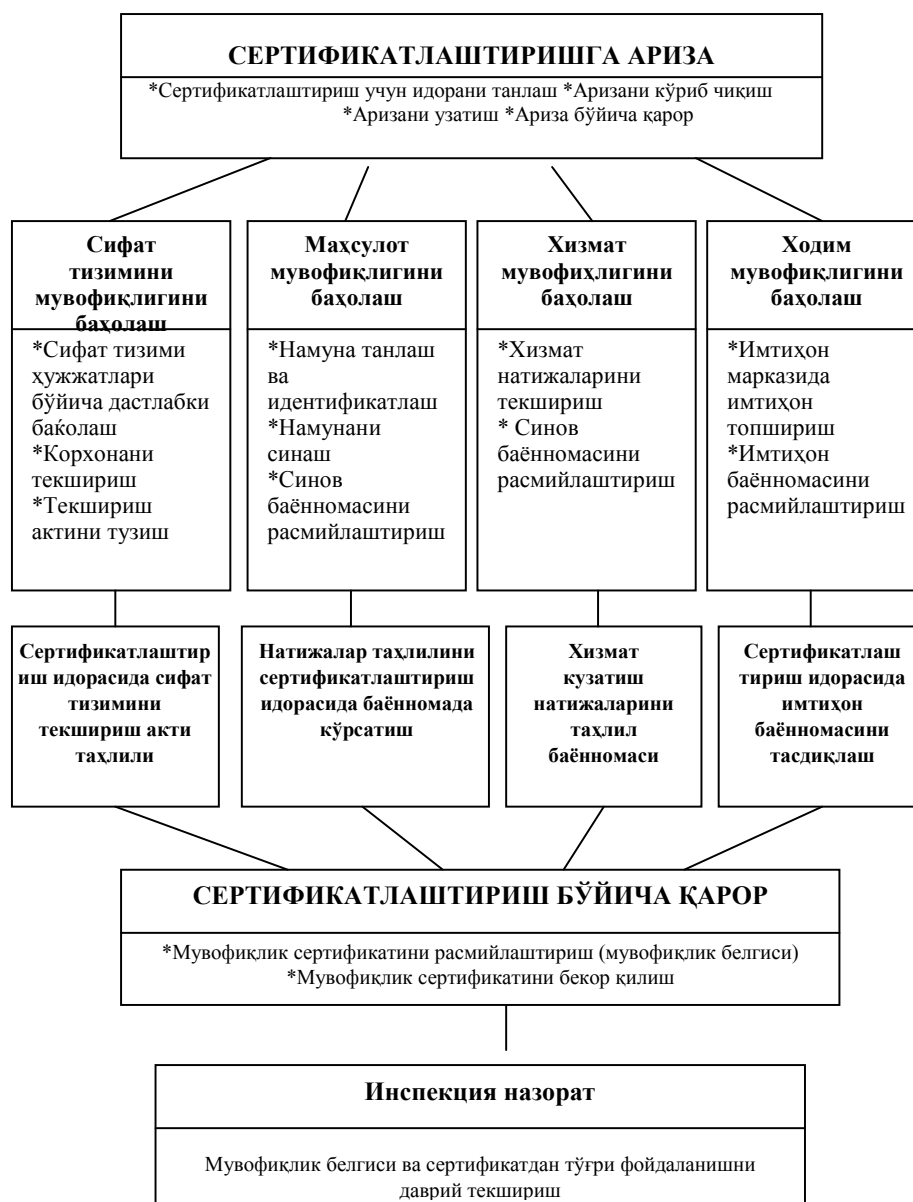 СЕРТИФИКАТЛАШТИРИШГА АРИЗА
*Сертификатлаштириш учун идорани танлаш *Аризани кўриб чиқиш
*Аризани узатиш *Ариза бўйича қарор
Сифат
тизимини
мувофиқлигини
баҳолаш
*Сифат тизими
ҳужжатлари
бўйича дастлабки
баќолаш
*Корхонани
текшириш
*Текшириш
актини тузиш
Маҳсулот
мувофиқлигини
баҳолаш
*Намуна танлаш
ва
идентификатлаш
*Намунани
синаш
*Синов
баённомасини
расмийлаштириш
Хизмат
мувофиҳлигини
баҳолаш
*Хизмат
натижаларини
текшириш
* Синов
баённомасини
расмийлаштириш
Ходим
мувофиқлигини
баҳолаш
*Имтиҳон
марказида
имтиҳон
топшириш
*Имтиҳон
баённомасини
расмийлаштириш
Сертификатлаштир
иш идорасида сифат
тизимини
текшириш акти
таҳлили
Натижалар таҳлилини
сертификатлаштириш
идорасида баённомада
кўрсатиш
Хизмат
кузатиш
натижаларини
таҳлил
баённомаси
Сертификатлаш
тириш идорасида
имтиҳон
баённомасини
тасдиқлаш
СЕРТИФИКАТЛАШТИРИШ БЎЙИЧА ҚАРОР
*Мувофиқлик сертификатини расмийлаштириш (мувофиқлик белгиси)
*Мувофиқлик сертификатини бекор қилиш
Инспекция назорат
Мувофиқлик белгиси ва сертификатдан тўғри фойдаланишни
даврий текшириш